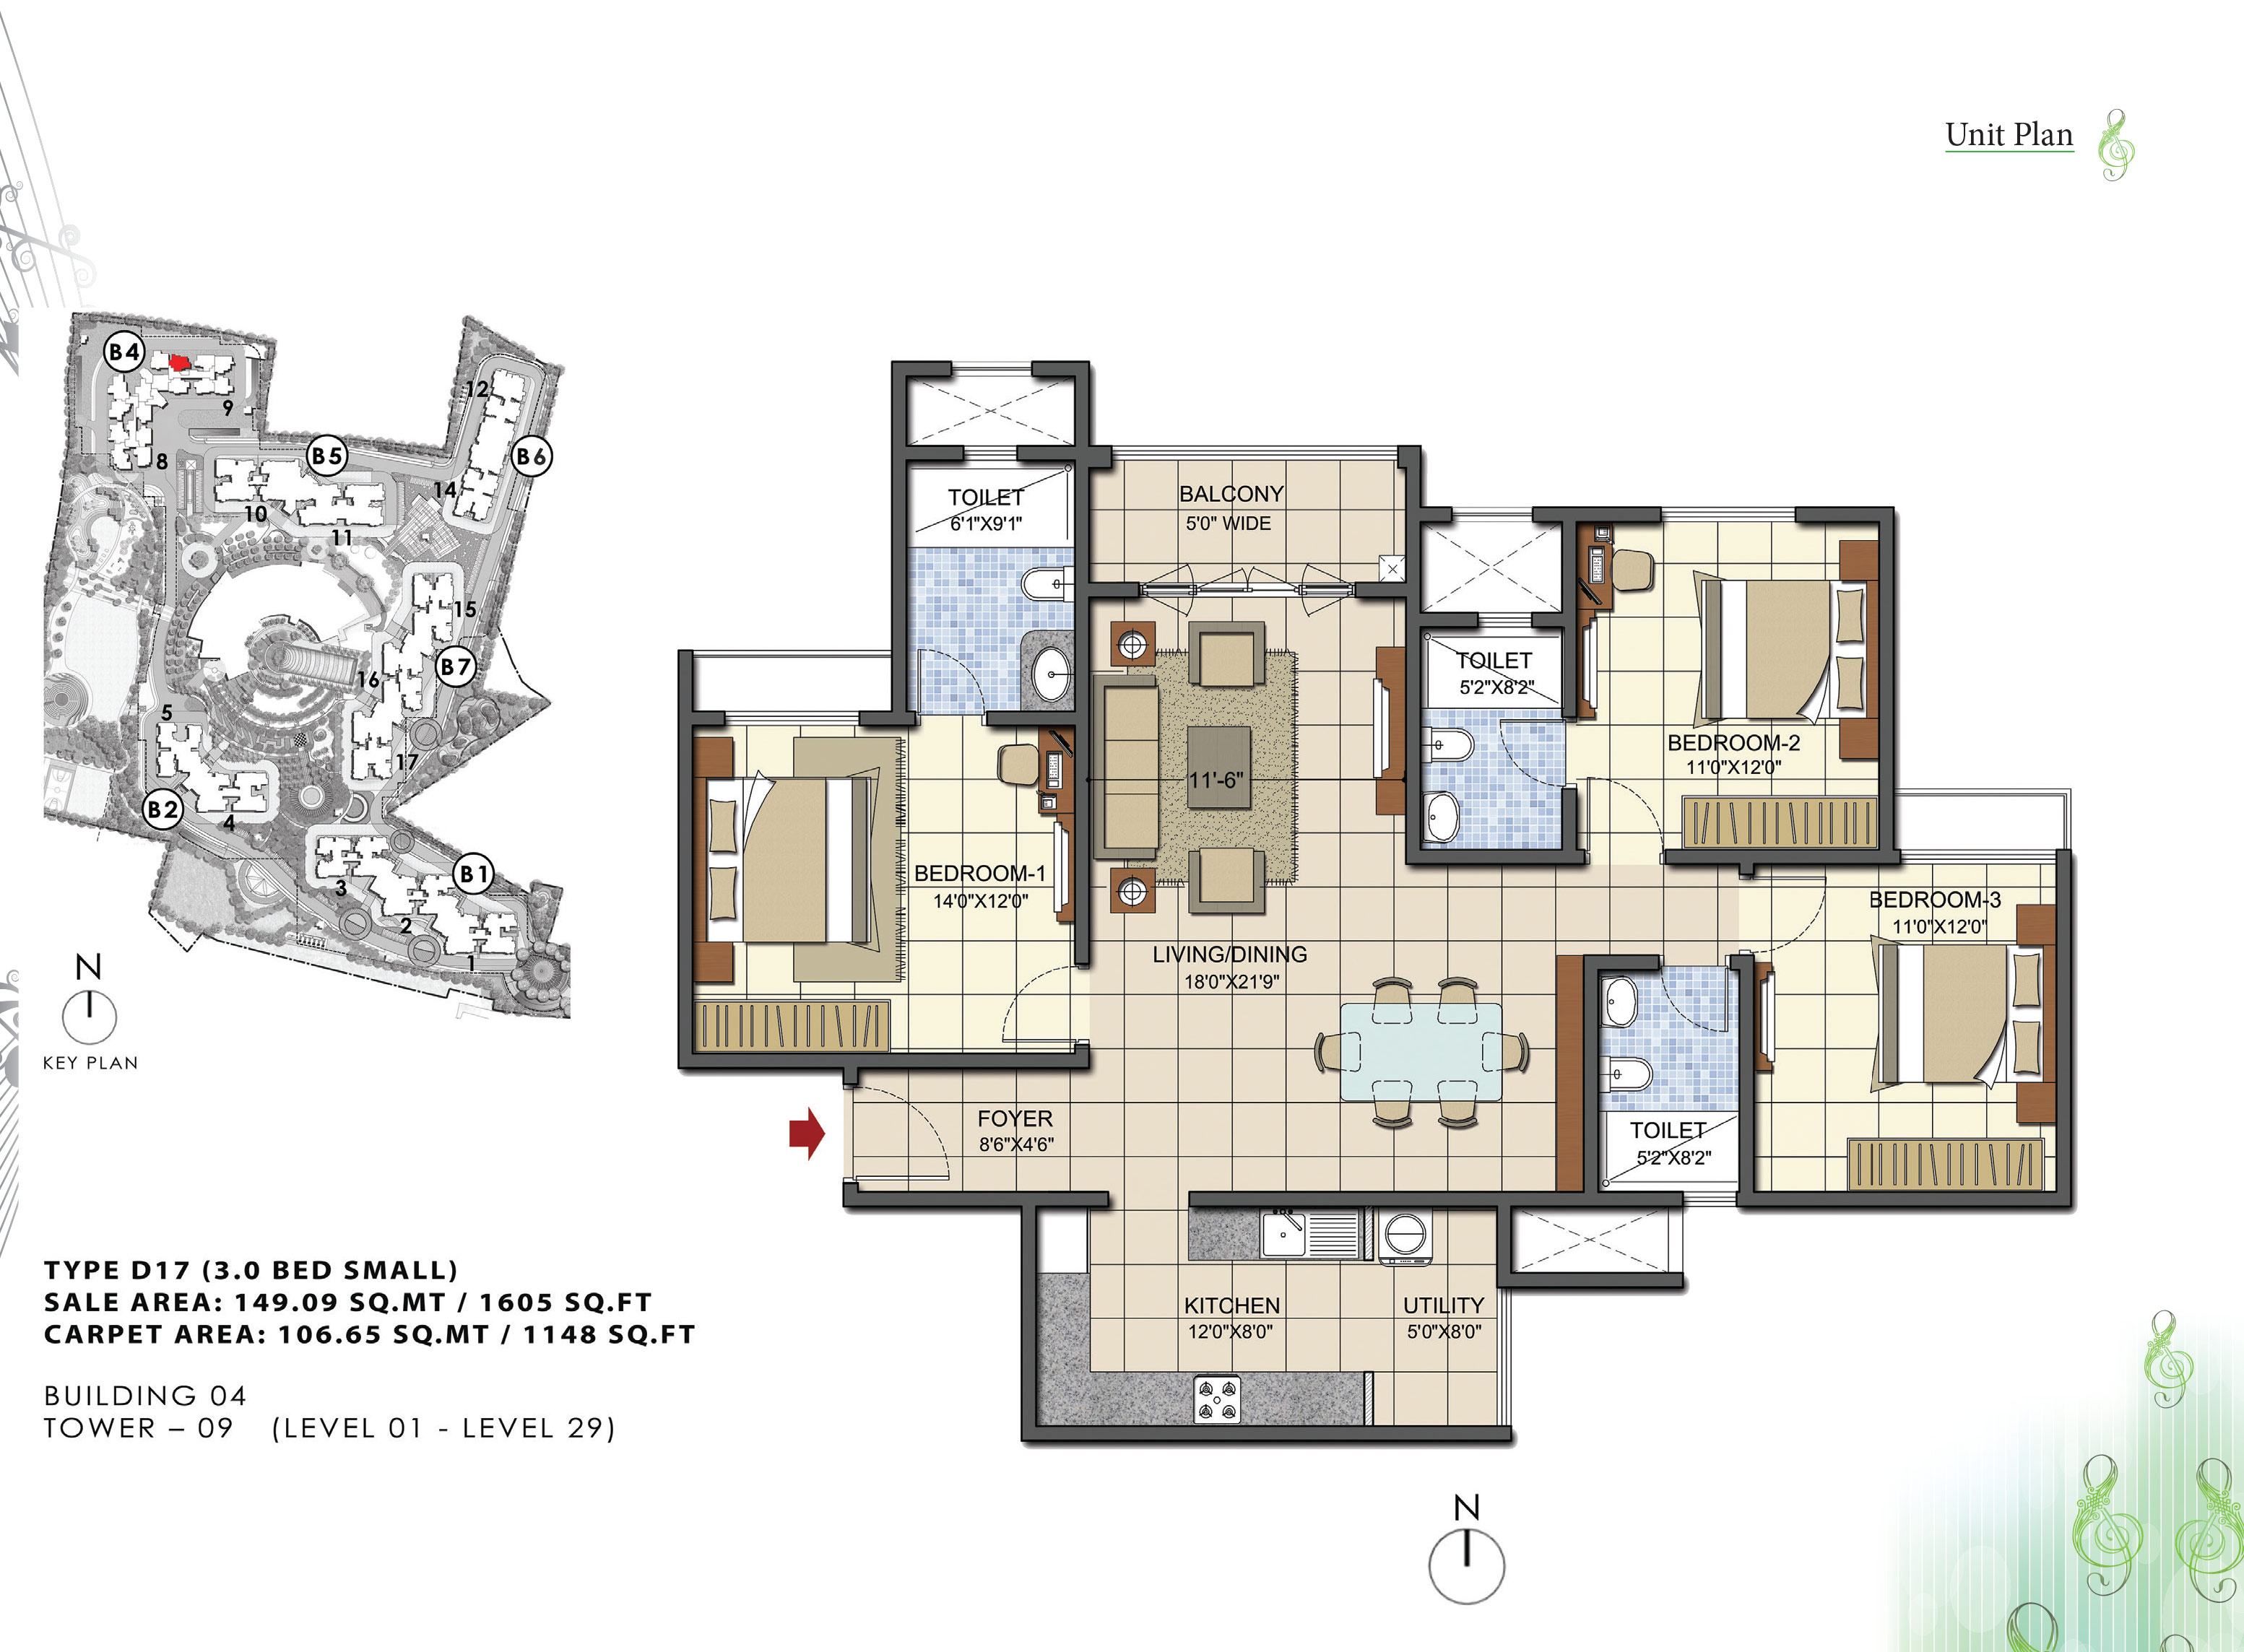 Unit Plan
B4
9
8
B5
10
11
12
B6
14
15
B7
16
17
5
B2
4
3
B1
2
1
N
KEY PLAN
TOILET
6'1"X9'1"
BALCONY
5'0" WIDE
TOILET
5'2"X8'2"
BEDROOM-2
11'0"X12'0"
11'-6"
BEDROOM-1
14'0"X12'0"
BEDROOM-3
11'0"X12'0"
LIVING/DINING
18'0"X21'9"
FOYER
8'6"X4'6"
TOILET
5'2"X8'2"
KITCHEN
12'0"X8'0"
UTILITY
5'0"X8'0"
N
TYPE D17 (3.0 BED SMALL)
SALE AREA: 149.09 SQ.MT / 1605 SQ.FT
CARPET AREA: 106.65 SQ.MT / 1148 SQ.FT
BUILDING 04
TOWER – 09 (LEVEL 01 - LEVEL 29)